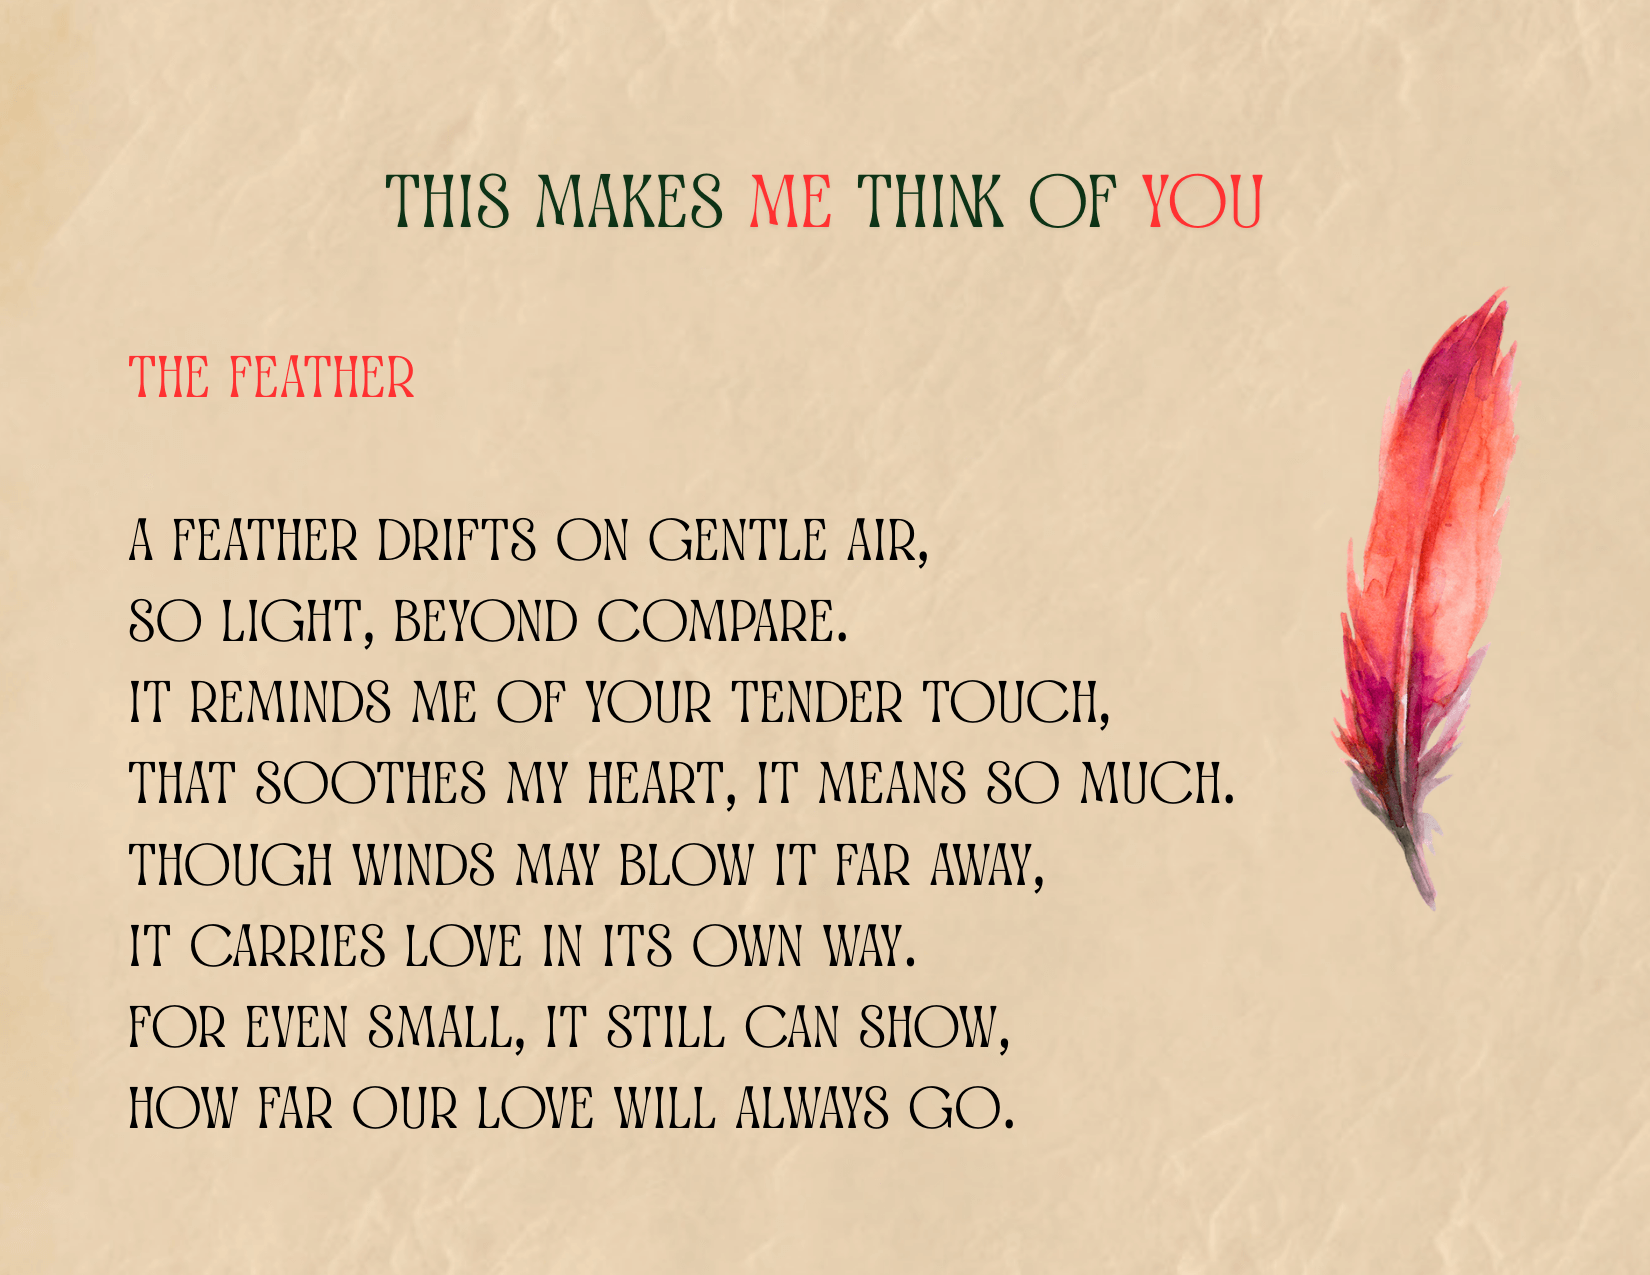 THIS MAKES ME THINK OF YOU
THE FEATHER
A FEATHER DRIFTS ON GENTLE AIR,
SO LIGHT, BEYOND COMPARE.
IT REMINDS ME OF YOUR TENDER TOUCH,
THAT SOOTHES MY HEART, IT MEANS SO MUCH.
THOUGH WINDS MAY BLOW IT FAR AWAY,
IT CARRIES LOVE IN ITS OWN WAY.
FOR EVEN SMALL, IT STILL CAN SHOW,
HOW FAR OUR LOVE WILL ALWAYS GO.